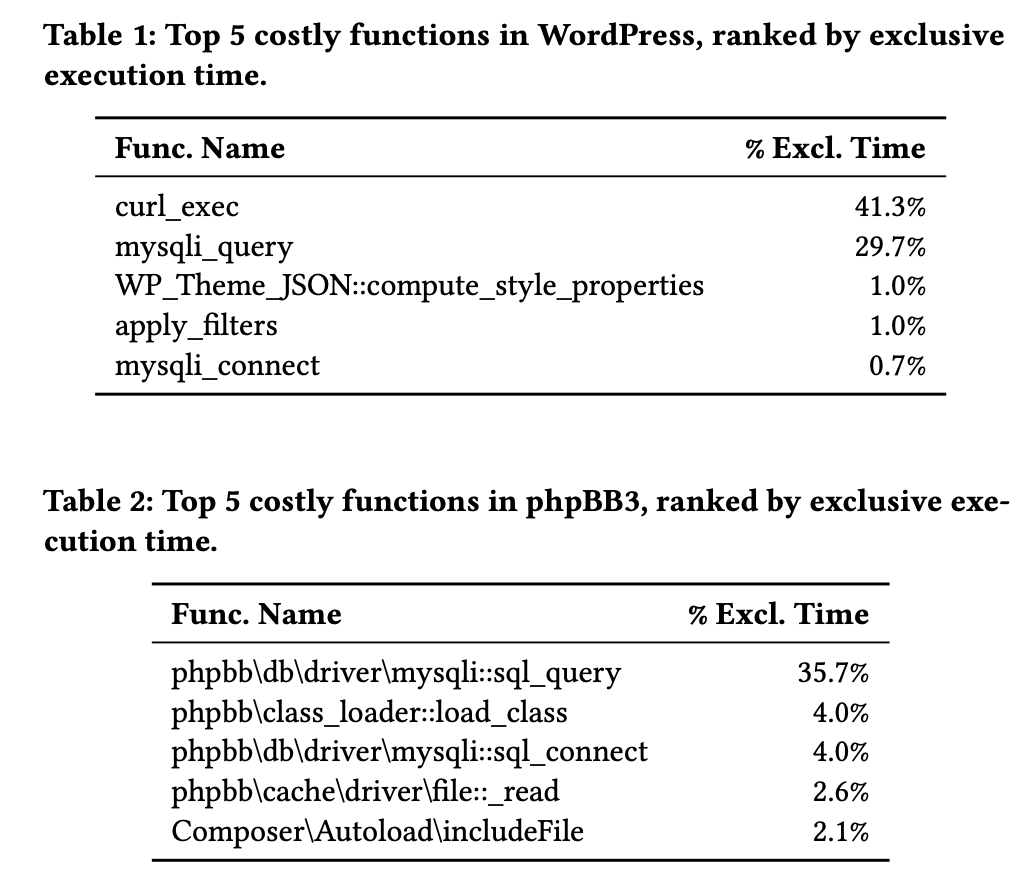 Table 1: Top 5 costly functions in WordPress, ranked by exclusive
execution time.
Func. Name % Excl. Time
curl_exec 41.3%
mysqli_query 29.7%
WP_Theme_JSON::compute_style_properties 1.0%
apply_filters 1.0%
mysqli_connect 0.7%
Table 2: Top 5 costly functions in phpBB3, ranked by exclusive exe-
cution time.
Func. Name % Excl. Time
phpbb\db\driver\mysqli::sql_query 35.7%
phpbb\class_loader::load_class 4.0%
phpbb\db\driver\mysqli::sql_connect 4.0%
phpbb\cache\driver\file::_read 2.6%
Composer\Autoload\includeFile 2.1%